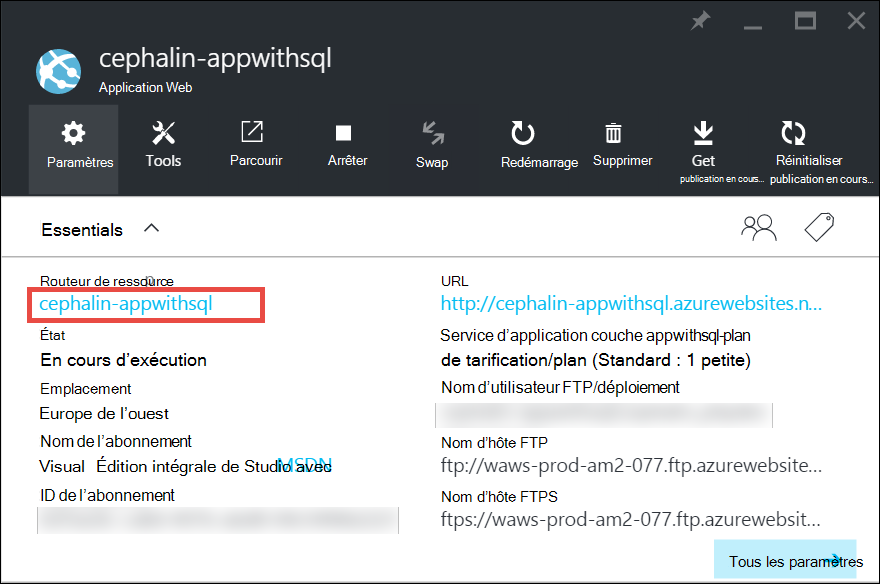 cephalin-appwithsql
Application Web
Paramètres
Tools
Parcourir
Arrêter
Swap
Redémarrage
Supprimer
Get
publication en cours...
Réinitialiser
publication en cours...
Essentials
Routeur de ressource
cephalin-appwithsql
État
En cours d'exécution
Emplacement
Europe de l'ouest
Nom de l'abonnement
Visual Édition intégrale de Studio avec MSDN
ID de l'abonnement
URL
http://cephalin-appwithsql.azurewebsites.n...
Service d'application couche appwithsql-plan
de tarification/plan (Standard : 1 petite)
Nom d'utilisateur FTP/déploiement
Nom d'hôte FTP
ftp://waws-prod-am2-077.ftp.azurewebsite...
Nom d'hôte FTPS
ftps://waws-prod-am2-077.ftp.azurewebsit...
Tous les paramètres